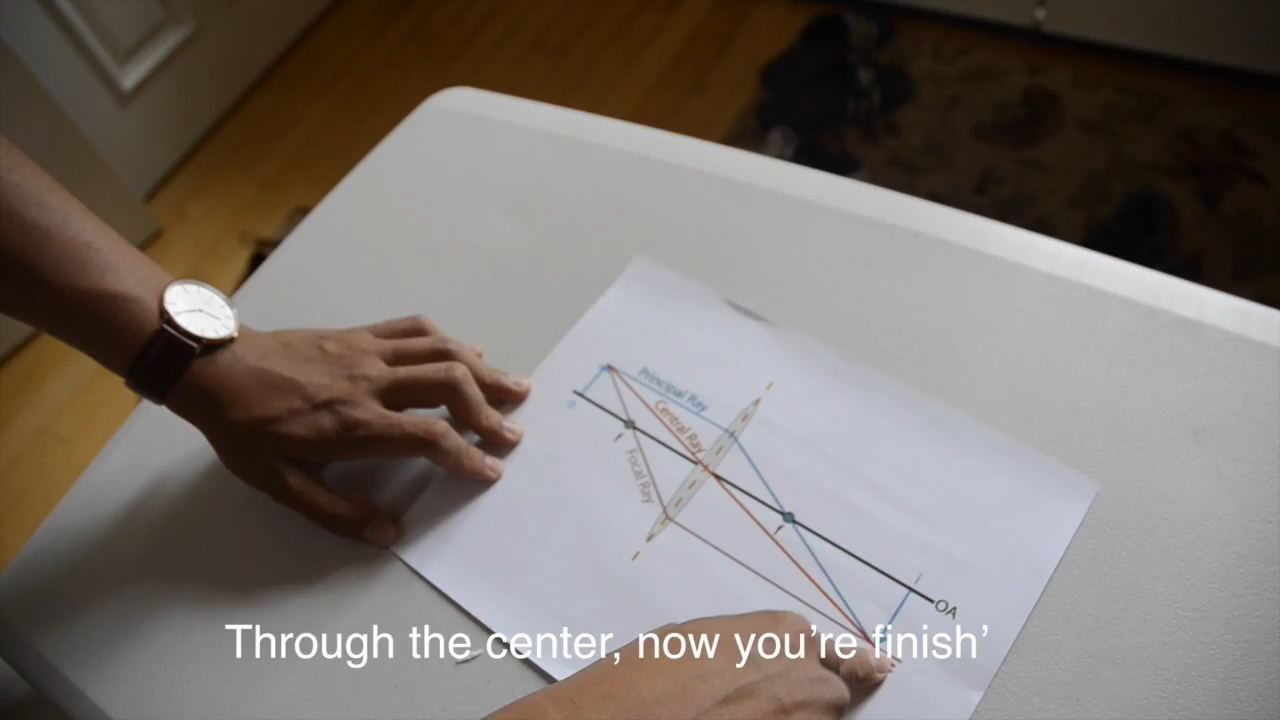 Principal Ray
Central Ray
Focal Ray
f
f
OA
Through the center, now you’re finish’